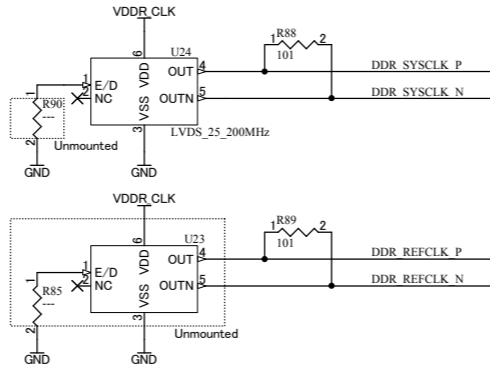 VDDR_CLK
6
U24
R88
1 2
101
1 E/D
VDD
OUT 4
DDR_SYSCLK_P
2 NC
VSS
OUTN 5
DDR_SYSCLK_N
1
R90
---
2
3
LVDS_25_200MHz
Unmounted
GND
GND
VDDR_CLK
6
U23
R89
1 2
101
1 E/D
VDD
OUT 4
DDR_REFCLK_P
2 NC
VSS
OUTN 5
DDR_REFCLK_N
1
R85
---
2
3
Unmounted
GND
GND